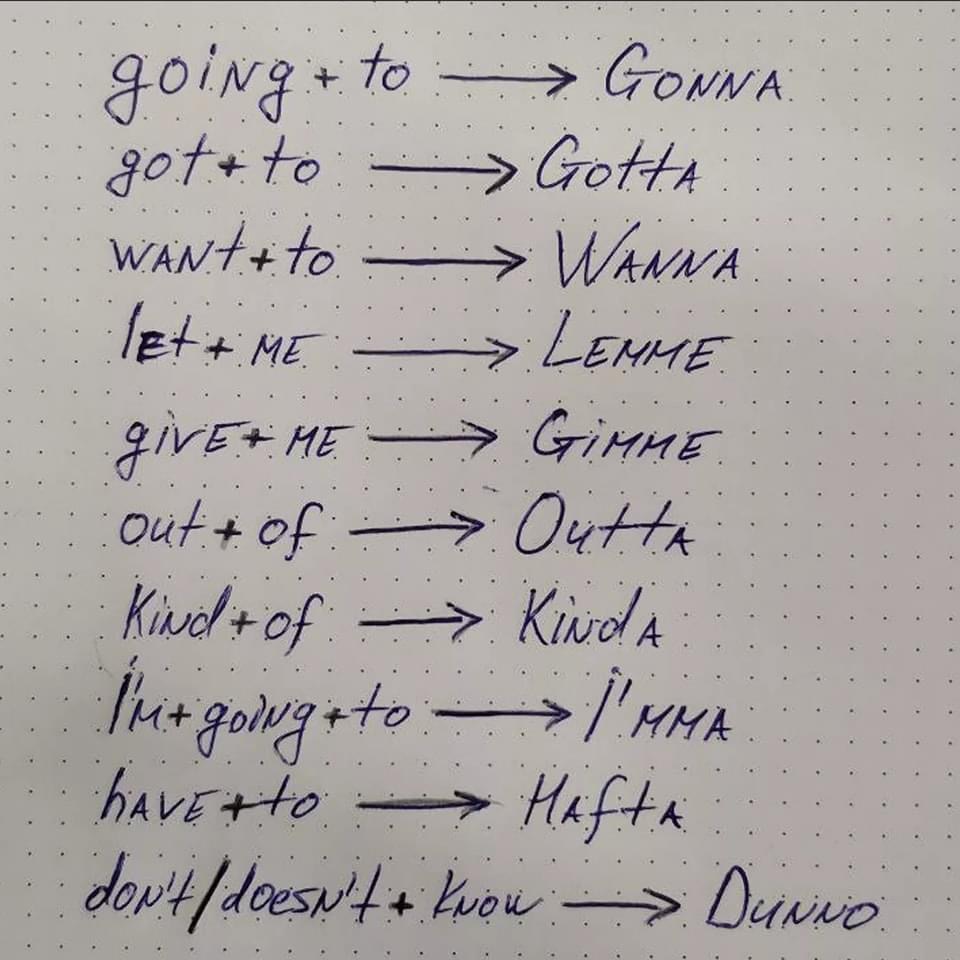 going + to → GONNA
got + to → GottA
WANt + to → WANNA
lEt + ME → LEMME
giVE + ME → GiMME
out + of → OuttA
Kind + of → KindA
I'm + going + to → I'MMA
hAVE + to → HAftA
don't/doesn't + know → DuNNO